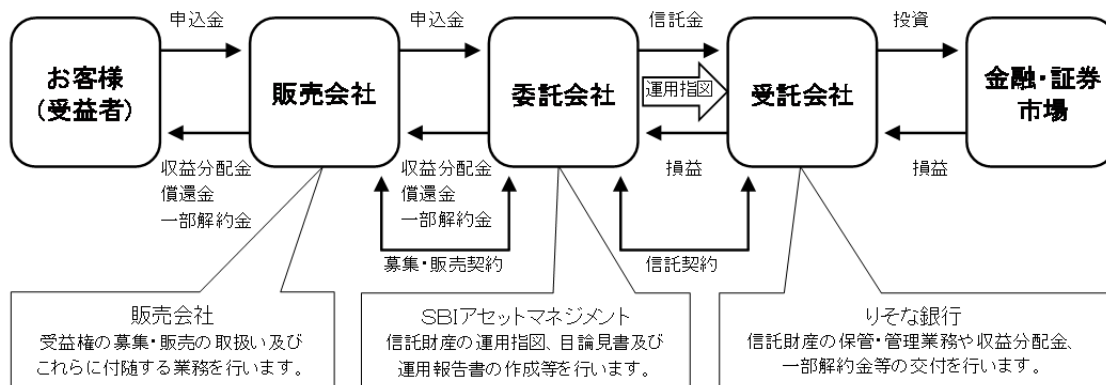 申込金
申込金
信託金
投資
お客様
(受益者)
販売会社
委託会社
運用指図
受託会社
金融・証券
市場
収益分配金
償還金
一部解約金
収益分配金
償還金
一部解約金
損益
損益
募集・販売契約
信託契約
販売会社
受益権の募集・販売の取扱い及び
これらに付随する業務を行います。
SBIアセットマネジメント
信託財産の運用指図、目論見書及び
運用報告書の作成等を行います。
りそな銀行
信託財産の保管・管理業務や収益分配金、
一部解約金等の交付を行います。